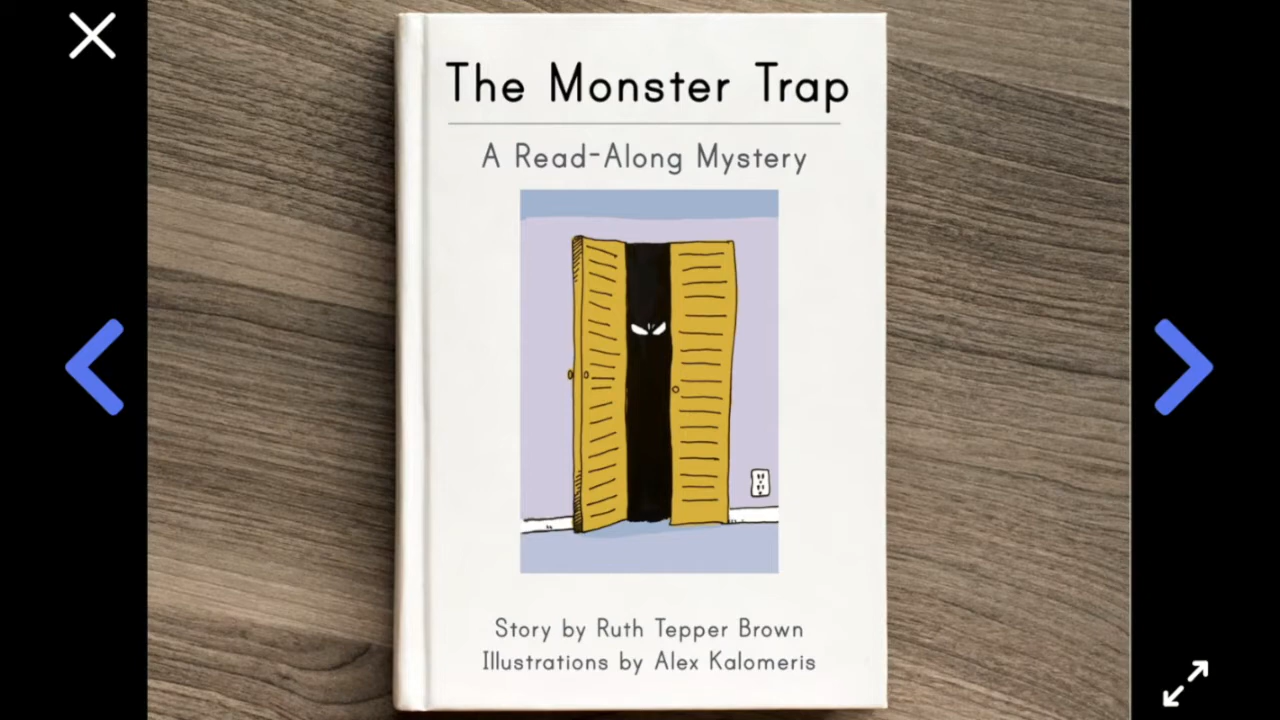 The Monster Trap
A Read-Along Mystery
Story by Ruth Tepper Brown
Illustrations by Alex Kalomeris